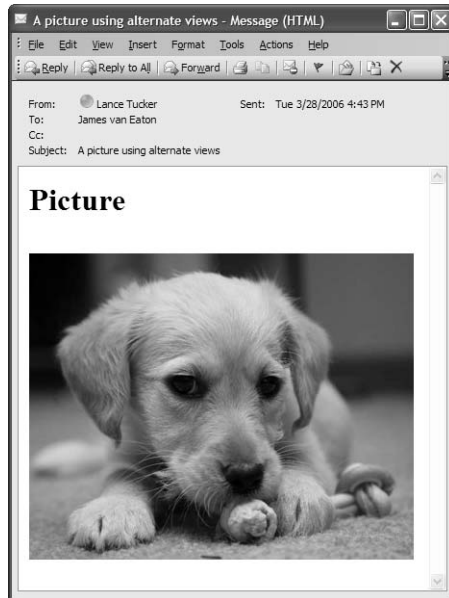 A picture using alternate views - Message (HTML)
File Edit View Insert Format Tools Actions Help
Reply Reply to All Forward
From: Lance Tucker Sent: Tue 3/28/2006 4:43 PM
To: James van Eaton
Cc:
Subject: A picture using alternate views
Picture